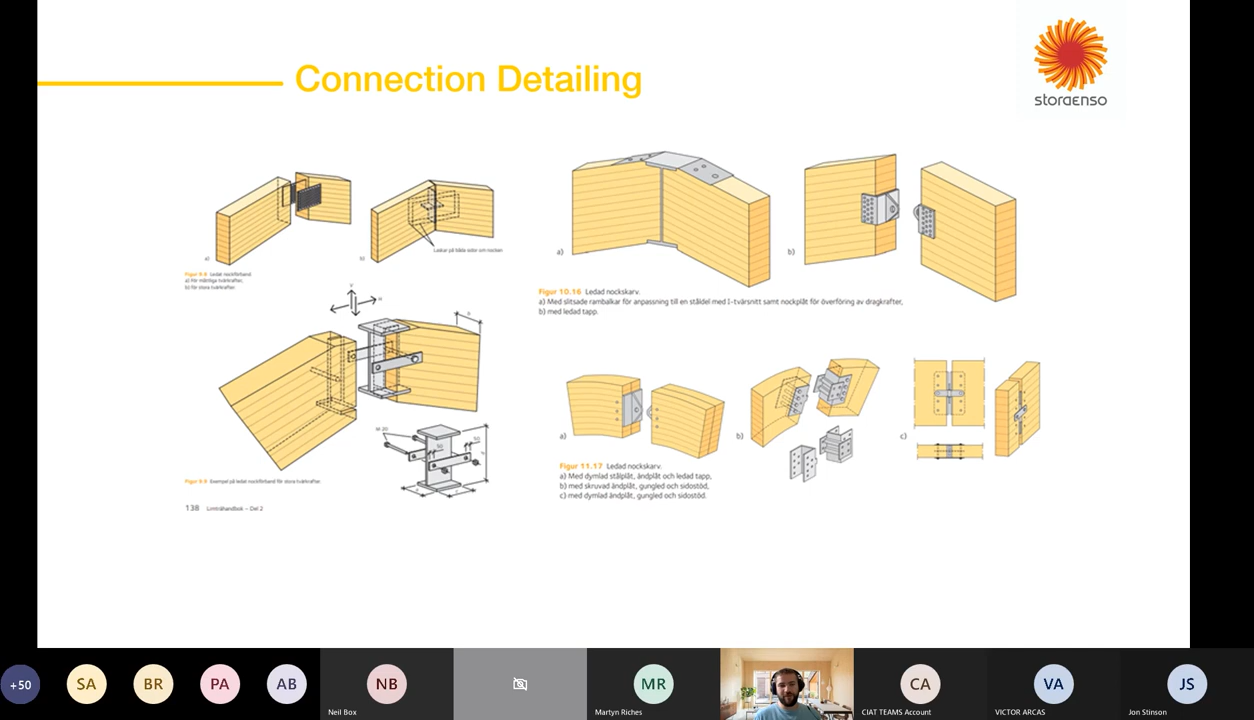 Connection Detailing
storaenso
a)
b)
Laskar på båda sidor om nocken
Figur 9.8 Ledat nockförband
a) för måttliga tvärkrafter,
b) för stora tvärkrafter.
V
H
b
M 20
50
50
Figur 9.9 Exempel på ledat nockförband för stora tvärkrafter.
138 Limträhandbok – Del 2
a)
b)
Figur 10.16 Ledad nockskarv.
a) Med slitsade rambalkar för anpassning till en ståldel med I-tvärsnitt samt nockplåt för överföring av dragkrafter,
b) med ledad tapp.
a)
b)
c)
Figur 11.17 Ledad nockskarv.
a) Med dymlad stålplåt, ändplåt och ledad tapp,
b) med skruvad ändplåt, gungled och sidostöd,
c) med dymlad ändplåt, gungled och sidostöd.
+50
SA
BR
PA
AB
NB
Neil Box
MR
Martyn Riches
CA
CIAT TEAMS Account
VA
VICTOR ARCAS
JS
Jon Stinson